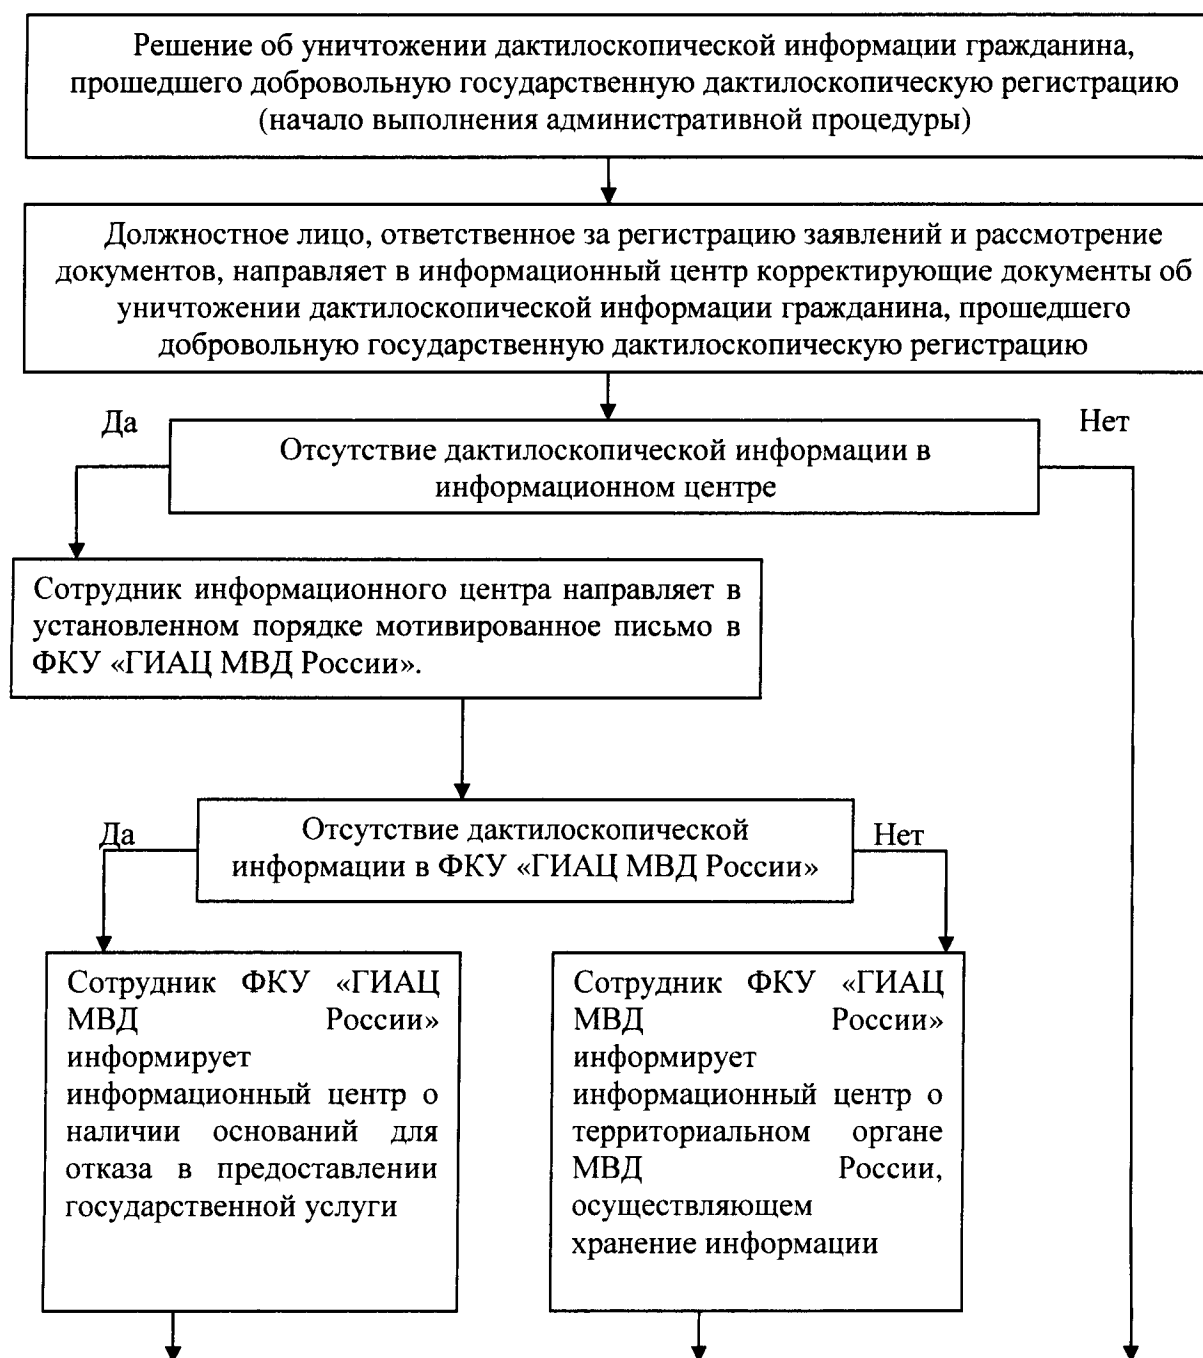 Решение об уничтожении дактилоскопической информации гражданина,
прошедшего добровольную государственную дактилоскопическую регистрацию
(начало выполнения административной процедуры)
Должностное лицо, ответственное за регистрацию заявлений и рассмотрение
документов, направляет в информационный центр корректирующие документы об
уничтожении дактилоскопической информации гражданина, прошедшего
добровольную государственную дактилоскопическую регистрацию
Да
Нет
Отсутствие дактилоскопической информации в
информационном центре
Сотрудник информационного центра направляет в
установленном порядке мотивированное письмо в
ФКУ «ГИАЦ МВД России».
Да
Отсутствие дактилоскопической
информации в ФКУ «ГИАЦ МВД России»
Нет
Сотрудник ФКУ «ГИАЦ
МВД России»
информирует
информационный центр о
наличии оснований для
отказа в предоставлении
государственной услуги
Сотрудник ФКУ «ГИАЦ
МВД России»
информирует
информационный центр о
территориальном органе
МВД России,
осуществляющем
хранение информации